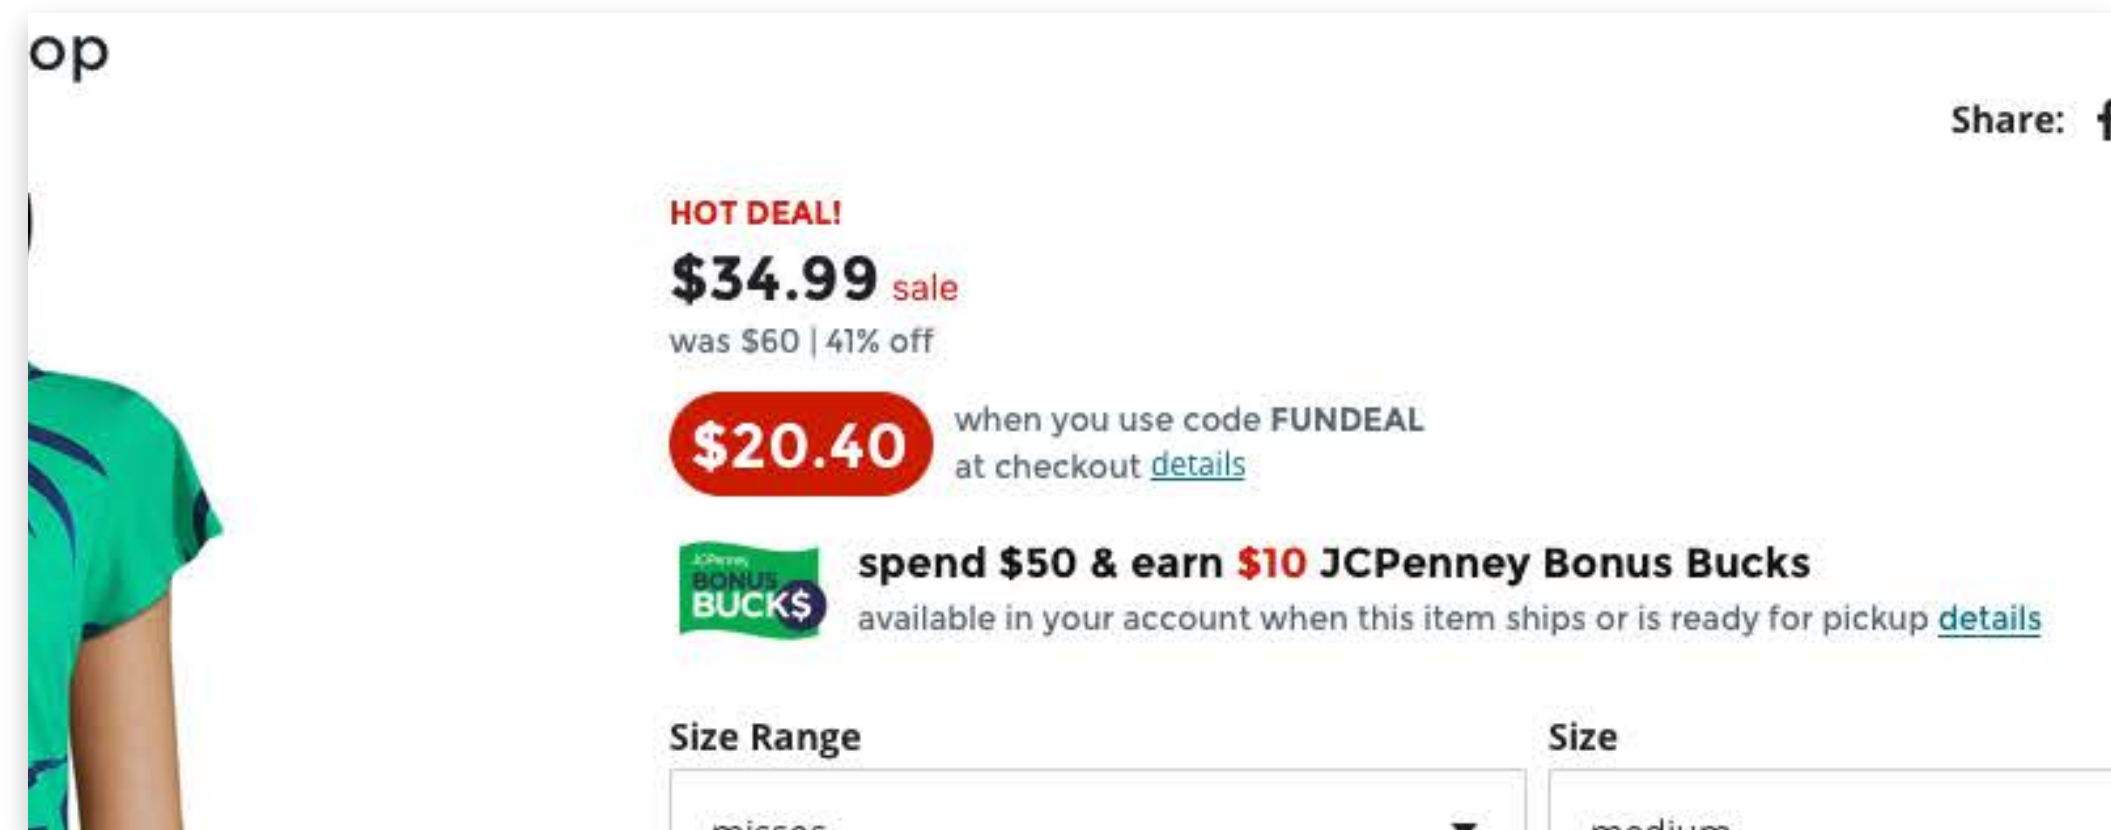 op
Share:
HOT DEAL!
$34.99 sale
was $60 | 41% off
$20.40
when you use code FUNDEAL
at checkout details
JCPenney
BONUS
BUCK$
spend $50 & earn $10 JCPenney Bonus Bucks
available in your account when this item ships or is ready for pickup details
Size Range
Size
misses
medium